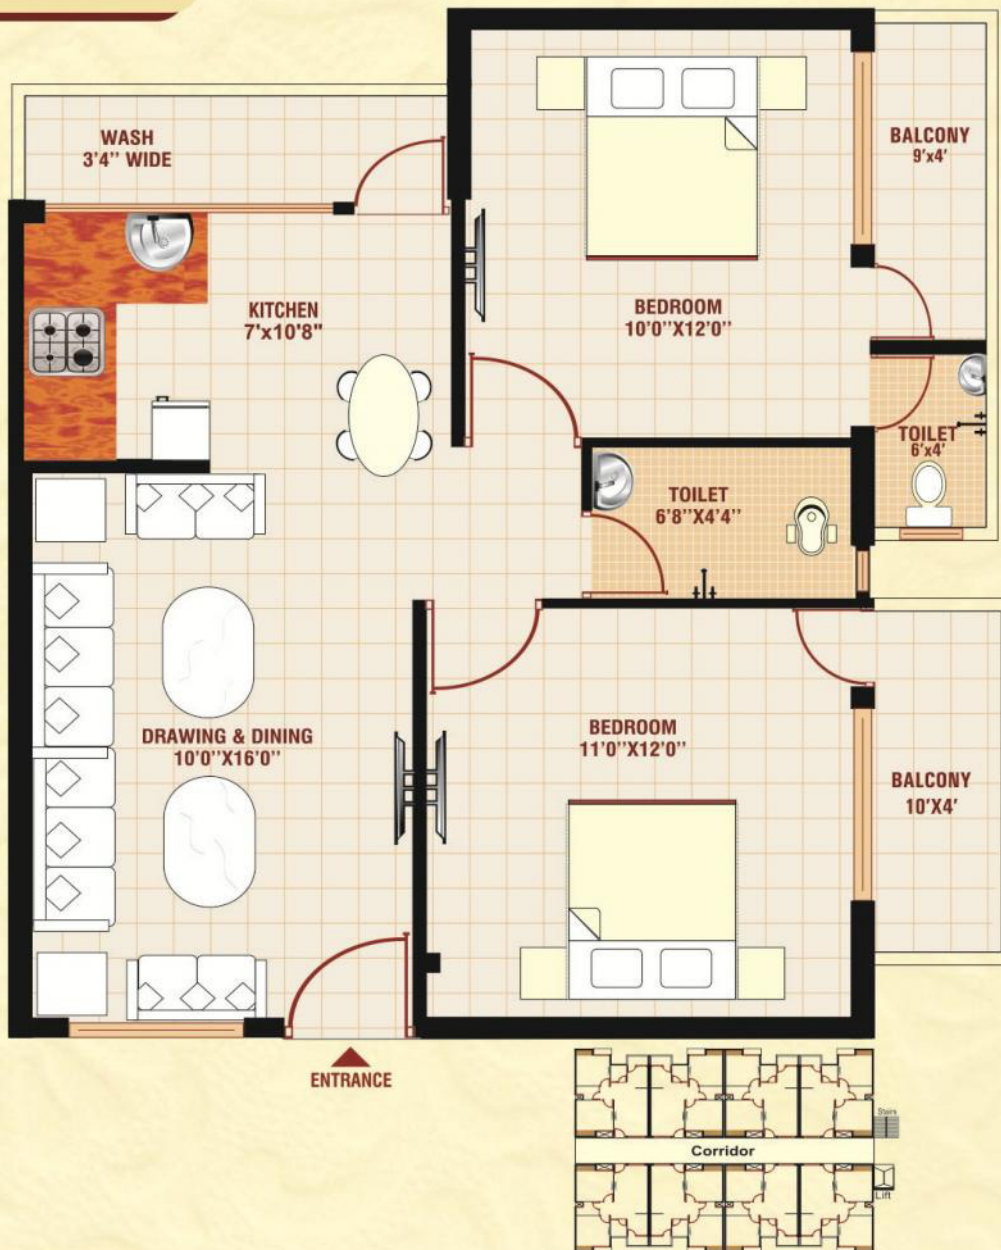 WASH
3'4'' WIDE
BALCONY
9'x4'
KITCHEN
7'x10'8"
BEDROOM
10'0''X12'0''
TOILET
6'x4'
TOILET
6'8''X4'4''
DRAWING & DINING
10'0''X16'0''
BEDROOM
11'0''X12'0''
BALCONY
10'X4'
ENTRANCE
Stairs
Corridor
Lift